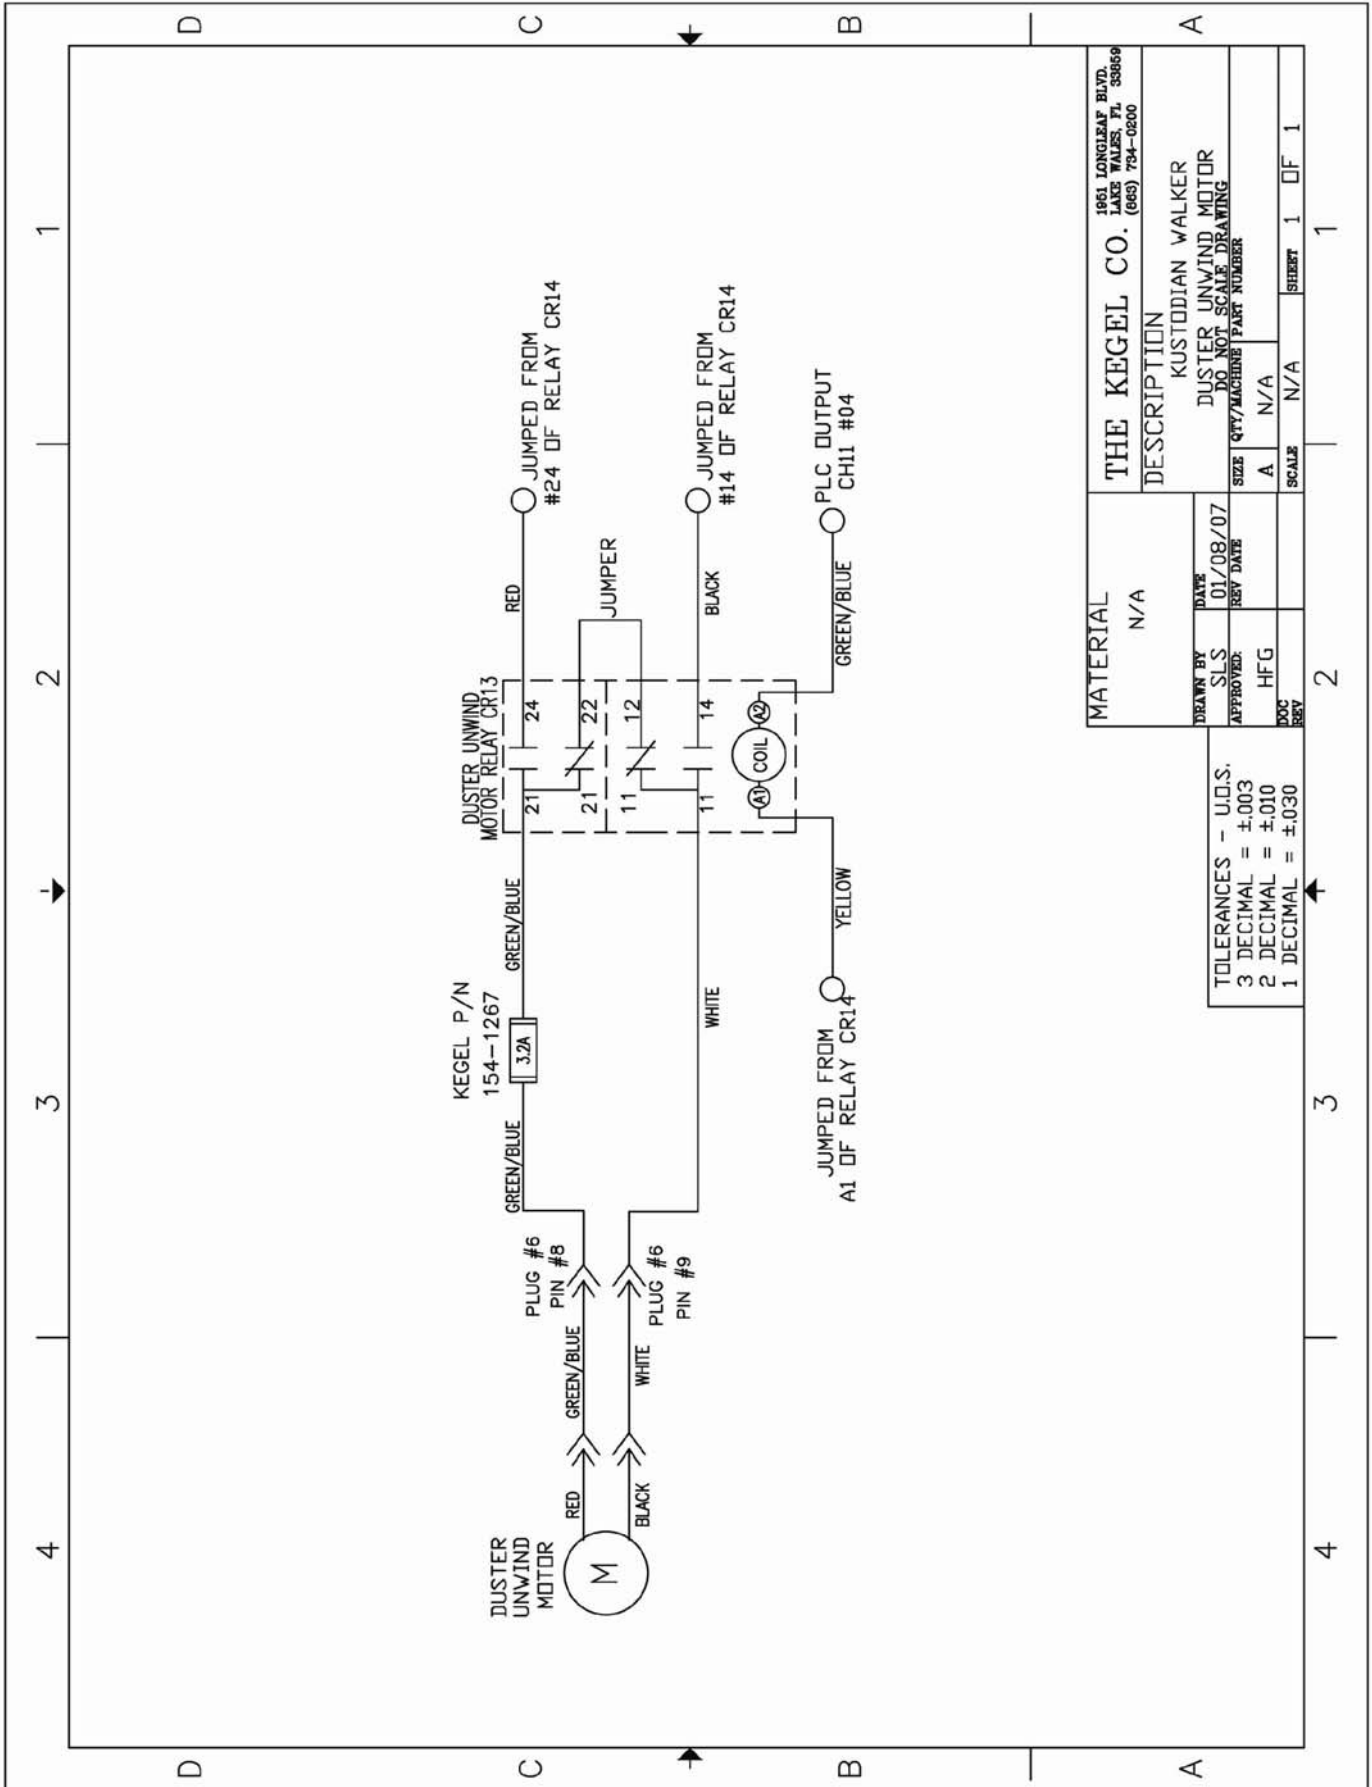 4
3
2
1
D
C
B
A
DUSTER
UNWIND
MOTOR
M
RED
BLACK
GREEN/BLUE
WHITE
PLUG #6
PIN #8
PLUG #6
PIN #9
GREEN/BLUE
KEGEL P/N
154-1267
3.2A
GREEN/BLUE
WHITE
DUSTER UNWIND
MOTOR RELAY CR13
21
24
21
22
11
12
11
14
A1
COIL
A2
JUMPER
RED
JUMPED FROM
#24 OF RELAY CR14
BLACK
JUMPED FROM
#14 OF RELAY CR14
YELLOW
JUMPED FROM
A1 OF RELAY CR14
GREEN/BLUE
PLC OUTPUT
CH11 #04
TOLERANCES - U.O.S.
3 DECIMAL = ±.003
2 DECIMAL = ±.010
1 DECIMAL = ±.030
MATERIAL
N/A
DRAWN BY
SLS
DATE
01/08/07
APPROVED:
HFG
REV DATE
DOC
REV
THE KEGEL CO.
1951 LONGLEAF BLVD.
LAKE WALES, FL 33859
(863) 734-0200
DESCRIPTION
KUSTODIAN WALKER
DUSTER UNWIND MOTOR
DO NOT SCALE DRAWING
SIZE
A
QTY/MACHINE
N/A
PART NUMBER
SCALE N/A
SHEET 1 OF 1
D
C
B
A
4
3
2
1